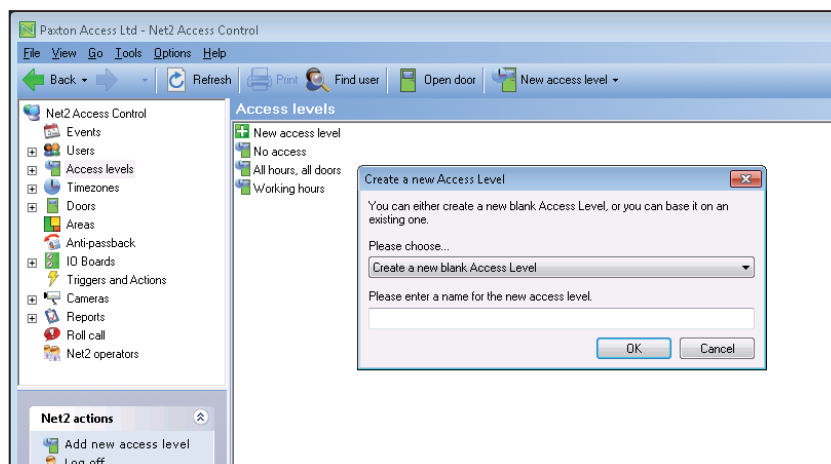 Paxton Access Ltd - Net2 Access Control
File View Go Tools Options Help
Back Refresh Print Find user Open door New access level
Net2 Access Control
Events
Users
Access levels
Timezones
Doors
Areas
Anti-passback
IO Boards
Triggers and Actions
Cameras
Reports
Roll call
Net2 operators
Net2 actions
Add new access level
Log off
Access levels
New access level
No access
All hours, all doors
Working hours
Create a new Access Level
You can either create a new blank Access Level, or you can base it on an
existing one.
Please choose...
Create a new blank Access Level
Please enter a name for the new access level.
OK Cancel